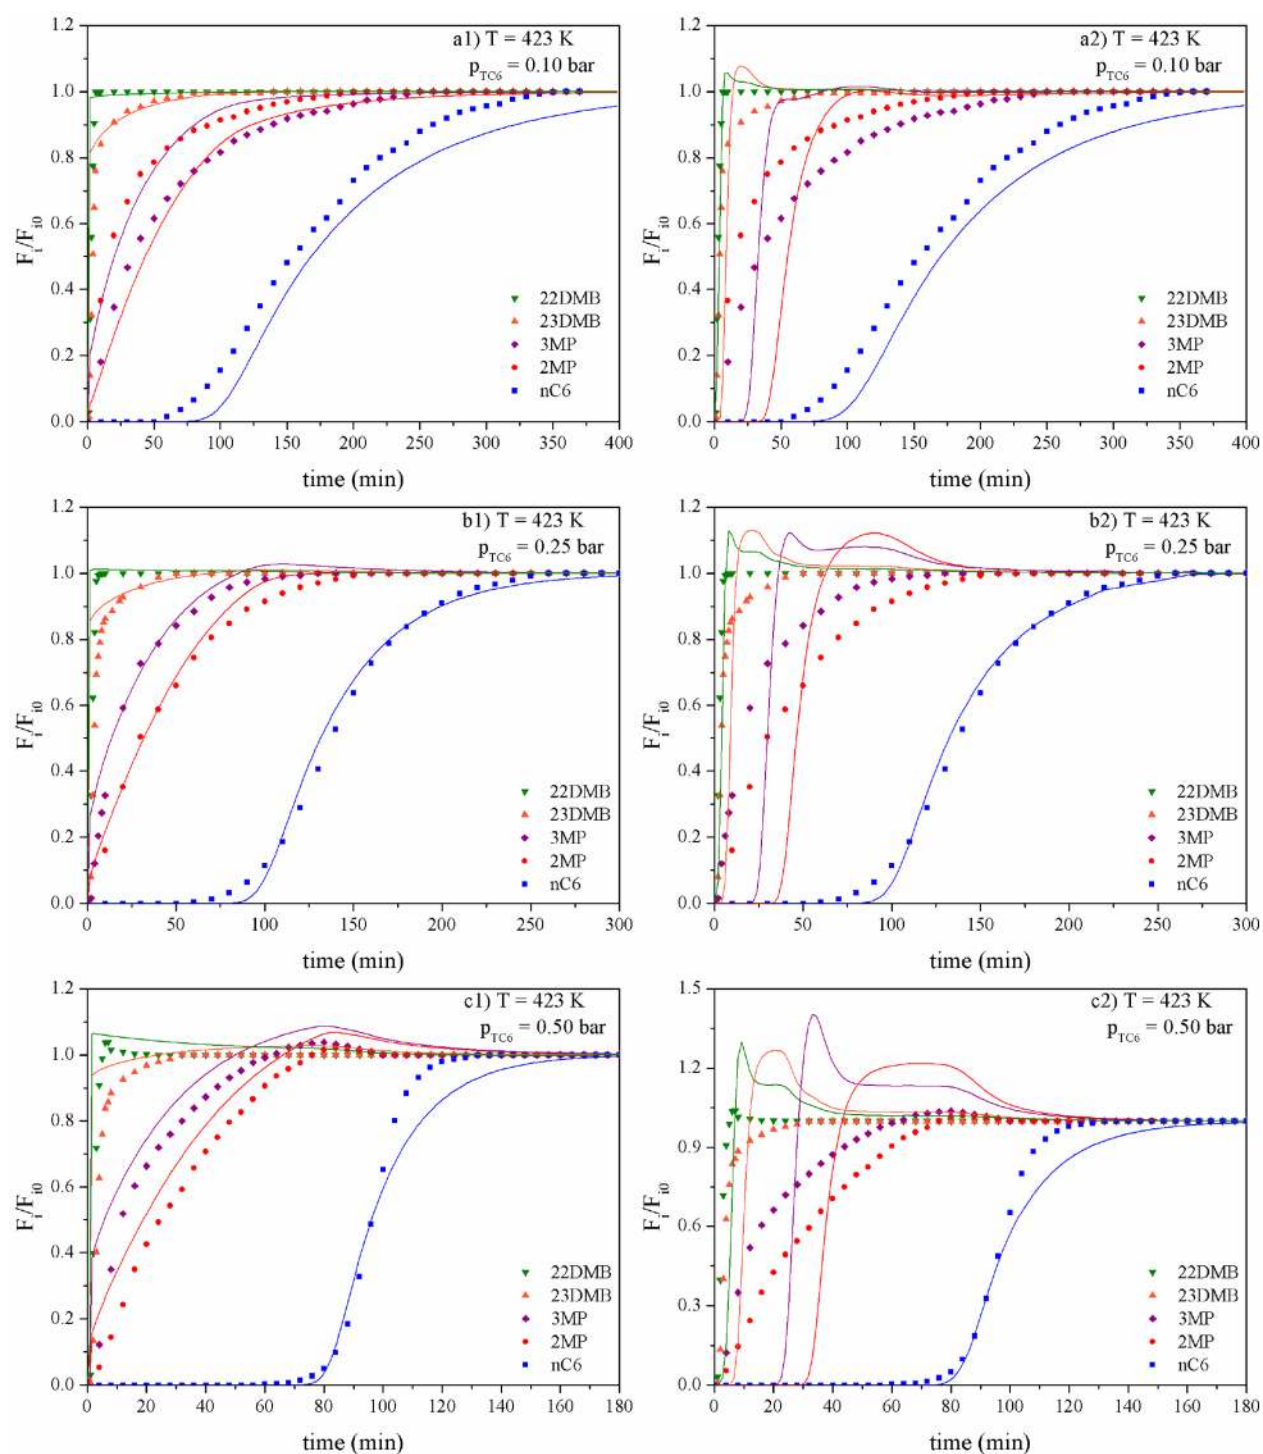 a1) T = 423 K
p_TC6 = 0.10 bar
1.2
1.0
0.8
0.6
0.4
0.2
0.0
F_i/F_i0
22DMB
23DMB
3MP
2MP
nC6
0 50 100 150 200 250 300 350 400
time (min)
a2) T = 423 K
p_TC6 = 0.10 bar
1.2
1.0
0.8
0.6
0.4
0.2
0.0
F_i/F_i0
22DMB
23DMB
3MP
2MP
nC6
0 50 100 150 200 250 300 350 400
time (min)
b1) T = 423 K
p_TC6 = 0.25 bar
1.2
1.0
0.8
0.6
0.4
0.2
0.0
F_i/F_i0
22DMB
23DMB
3MP
2MP
nC6
0 50 100 150 200 250 300
time (min)
b2) T = 423 K
p_TC6 = 0.25 bar
1.2
1.0
0.8
0.6
0.4
0.2
0.0
F_i/F_i0
22DMB
23DMB
3MP
2MP
nC6
0 50 100 150 200 250 300
time (min)
c1) T = 423 K
p_TC6 = 0.50 bar
1.2
1.0
0.8
0.6
0.4
0.2
0.0
F_i/F_i0
22DMB
23DMB
3MP
2MP
nC6
0 20 40 60 80 100 120 140 160 180
time (min)
c2) T = 423 K
p_TC6 = 0.50 bar
1.5
1.2
0.9
0.6
0.3
0.0
F_i/F_i0
22DMB
23DMB
3MP
2MP
nC6
0 20 40 60 80 100 120 140 160 180
time (min)